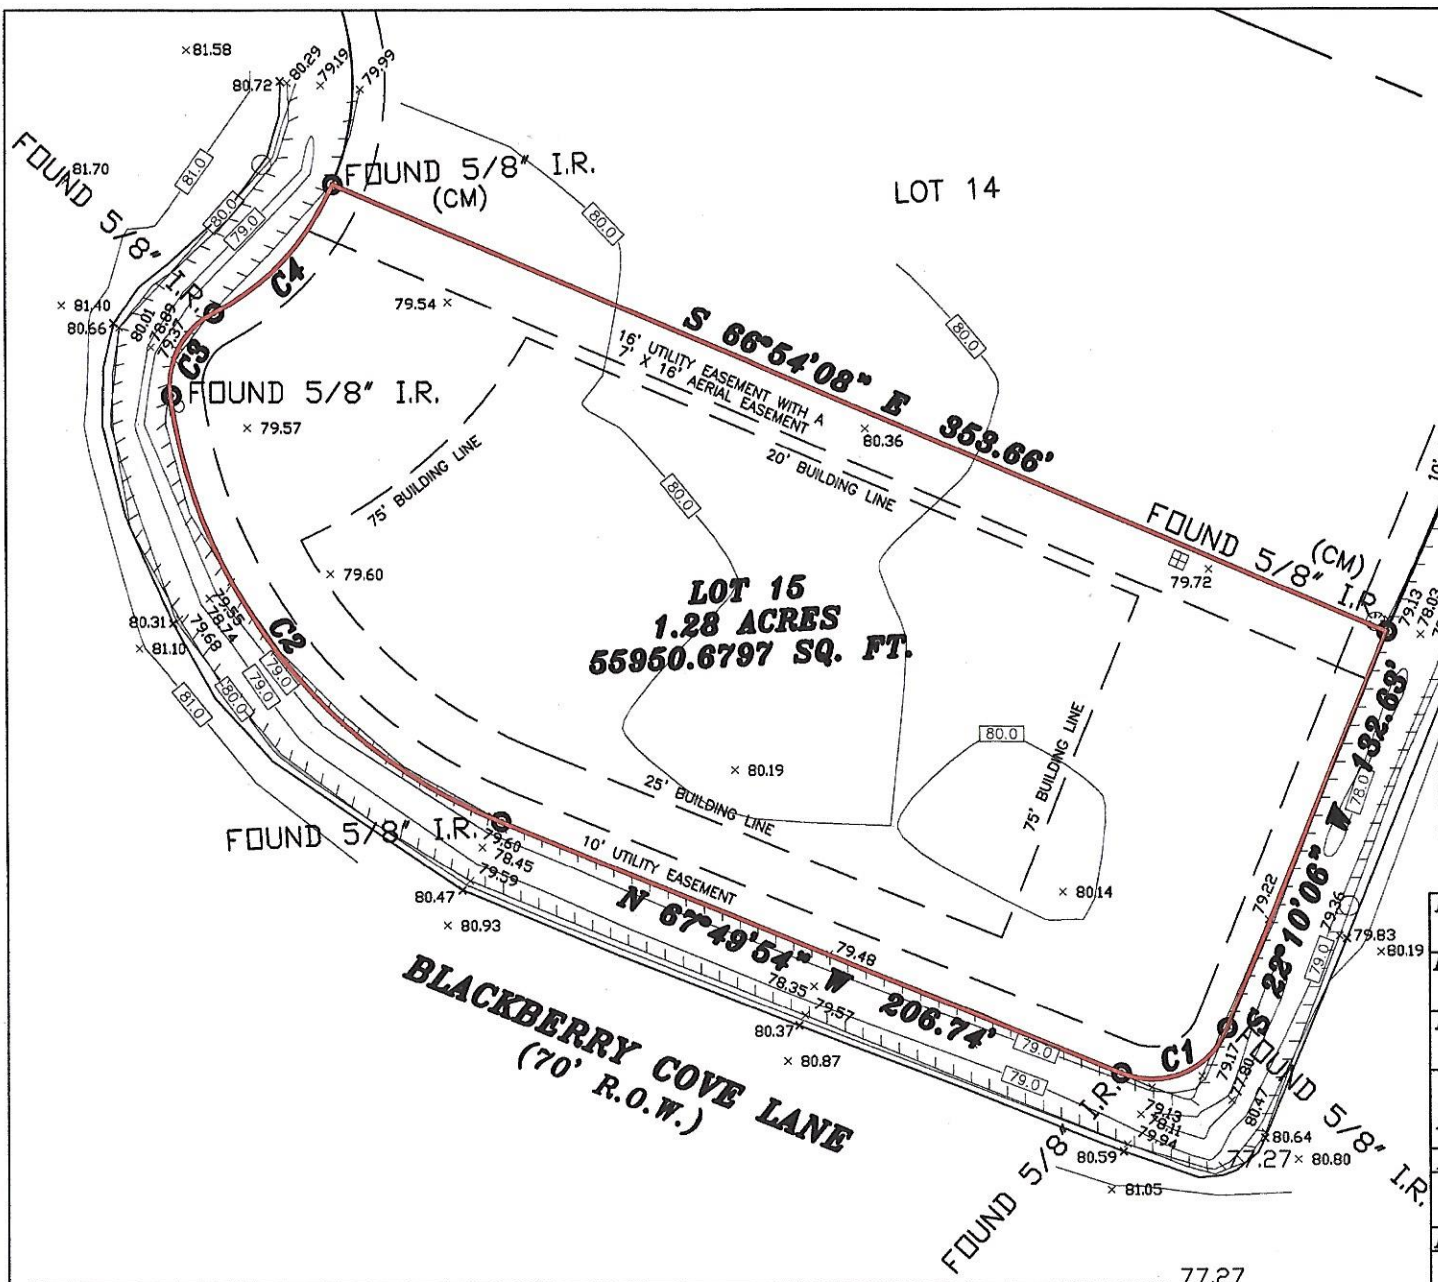 81.58
80.72
80.29
79.19
79.99
81.70
81.0
80.0
79.0
FOUND 5/8" I.R.
FOUND 5/8" I.R.
(CM)
LOT 14
80.0
C4
79.54
81.40
80.66
80.01
78.89
79.37
C3
FOUND 5/8" I.R.
79.57
S 66°54'08" E 353.66'
16' UTILITY EASEMENT WITH A
7' X 16' AERIAL EASEMENT
80.36
80.0
20' BUILDING LINE
75' BUILDING LINE
80.0
10'
FOUND 5/8" I.R.
(CM)
79.72
79.13
78.03
79.60
LOT 15
1.28 ACRES
55950.6797 SQ. FT.
80.31
81.10
79.55
78.74
79.68
C2
79.0
79.0
80.0
81.0
S 22°10'06" W 132.63'
78.0
80.0
75' BUILDING LINE
80.19
25' BUILDING LINE
FOUND 5/8" I.R.
79.60
78.45
79.59
10' UTILITY EASEMENT
80.47
80.93
80.14
79.22
79.36
79.83
80.19
79.0
N 67°49'54" W 206.74'
79.48
78.35
79.57
80.37
80.87
BLACKBERRY COVE LANE
(70' R.O.W.)
79.0
79.0
C1
79.17
77.80
80.47
FOUND 5/8" I.R.
FOUND 5/8" I.R.
79.13
78.11
79.94
80.59
80.64
77.27
80.80
81.05
77.27